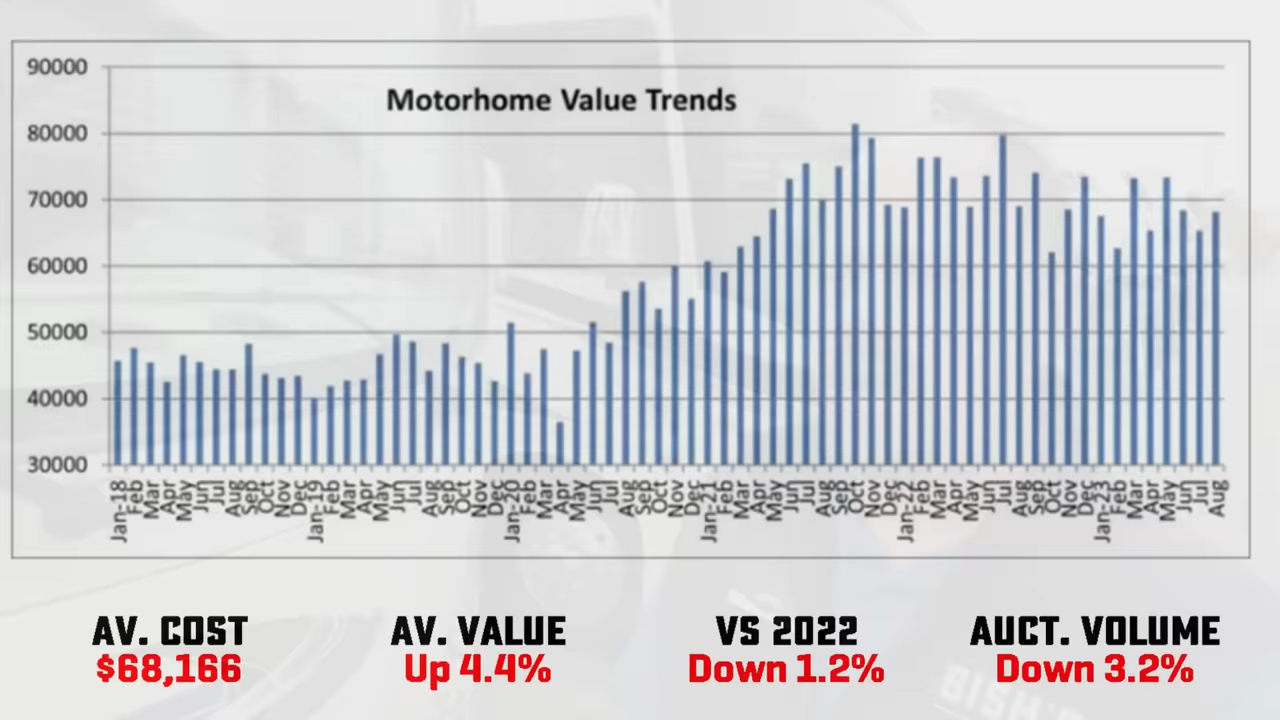 Motorhome Value Trends
90000
80000
70000
60000
50000
40000
30000
Jan-18 Feb Mar Apr May Jun Jul Aug Sep Oct Nov Dec Jan-19 Feb Mar Apr May Jun Jul Aug Sep Oct Nov Dec Jan-20 Feb Mar Apr May Jun Jul Aug Sep Oct Nov Dec Jan-21 Feb Mar Apr May Jun Jul Aug Sep Oct Nov Dec Jan-22 Feb Mar Apr May Jun Jul Aug Sep Oct Nov Dec Jan-23 Feb Mar Apr May Jun Jul Aug
AV. COST AV. VALUE VS 2022 AUCT. VOLUME
$68,166 Up 4.4% Down 1.2% Down 3.2%
BISH'S